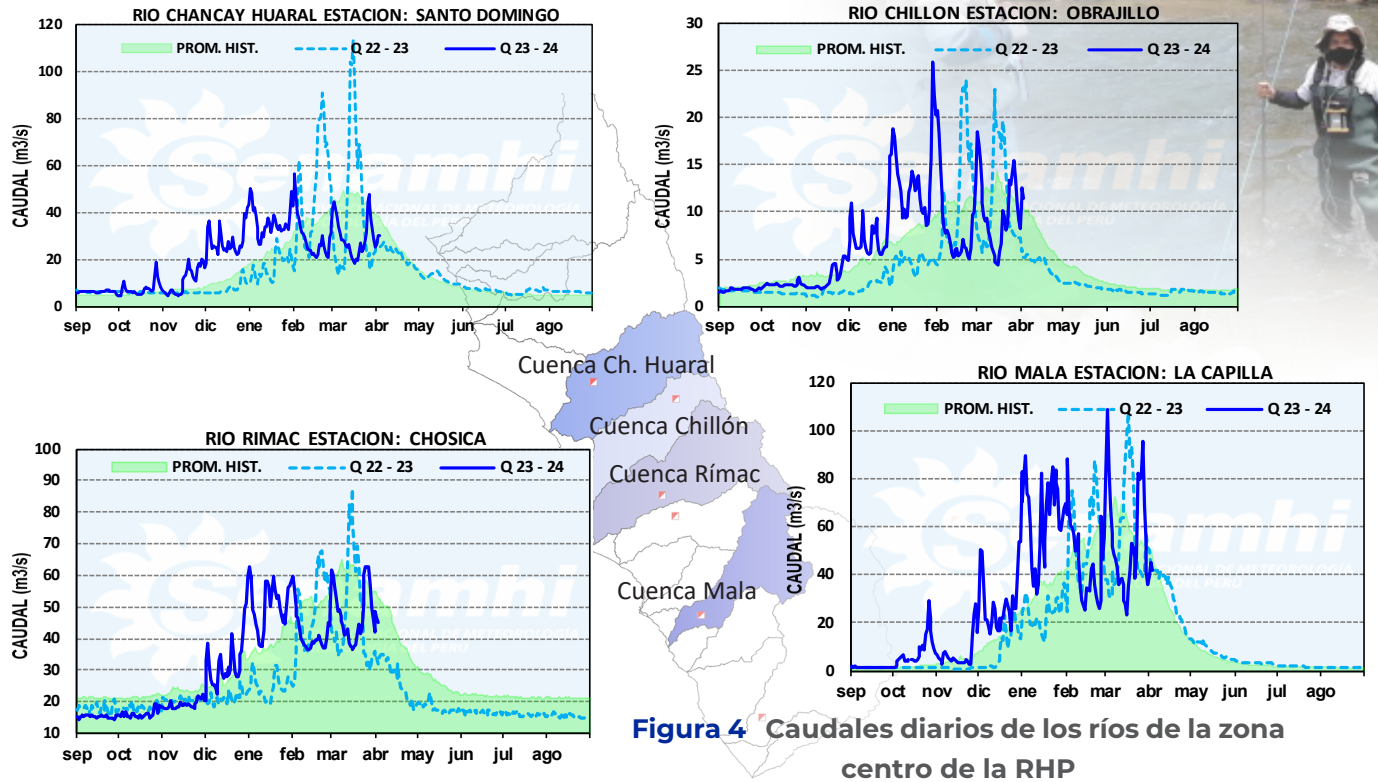 RIO CHANCAY HUARAL ESTACION: SANTO DOMINGO
PROM. HIST. Q 22 - 23 Q 23 - 24
CAUDAL (m3/s)
120
100
80
60
40
20
0
sep oct nov dic ene feb mar abr may jun jul ago
RIO CHILLON ESTACION: OBRAJILLO
PROM. HIST. Q 22 - 23 Q 23 - 24
CAUDAL (m3/s)
30
25
20
15
10
5
0
sep oct nov dic ene feb mar abr may jun jul ago
Cuenca Ch. Huaral
Cuenca Chillón
Cuenca Rímac
Cuenca Mala
RIO RIMAC ESTACION: CHOSICA
PROM. HIST. Q 22 - 23 Q 23 - 24
CAUDAL (m3/s)
100
90
80
70
60
50
40
30
20
10
sep oct nov dic ene feb mar abr may jun jul ago
RIO MALA ESTACION: LA CAPILLA
PROM. HIST. Q 22 - 23 Q 23 - 24
CAUDAL (m3/s)
120
100
80
60
40
20
0
sep oct nov dic ene feb mar abr may jun jul ago
Figura 4 Caudales diarios de los ríos de la zona
centro de la RHP